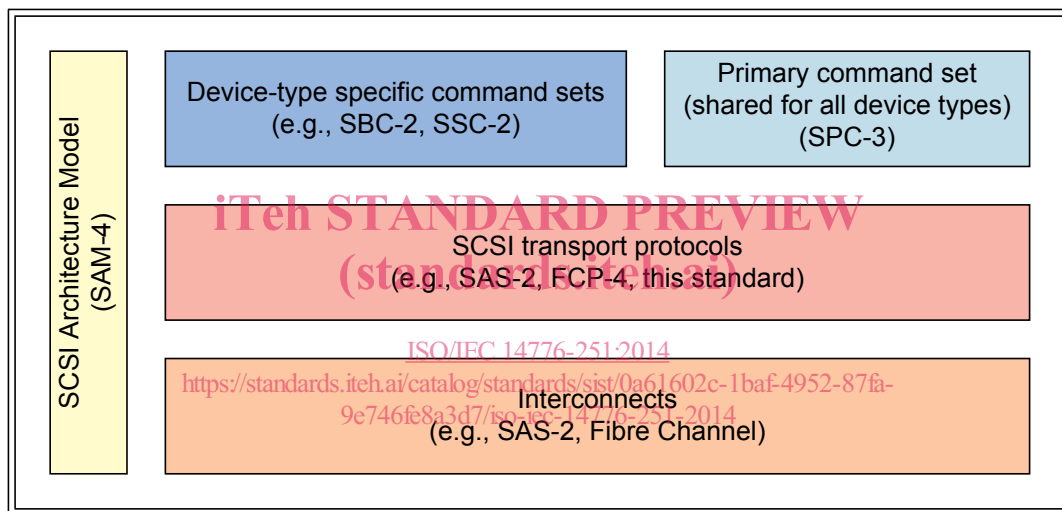 SCSI Architecture Model
(SAM-4)
Device-type specific command sets
(e.g., SBC-2, SSC-2)
Primary command set
(shared for all device types)
(SPC-3)
iTeh STANDARD PREVIEW
SCSI transport protocols
(standards.iteh.ai)
(e.g., SAS-2, FCP-4, this standard)
ISO/IEC 14776-251:2014
https://standards.iteh.ai/catalog/standards/sist/0a61602c-1baf-4952-87fa-
Interconnects
9e746fe8a3d7/iso-iec-14776-251-2014
(e.g., SAS-2, Fibre Channel)